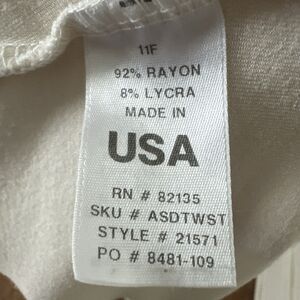 11F
92% RAYON
8% LYCRA
MADE IN
USA
RN # 82135
SKU # ASDTWST
STYLE # 21571
PO # 8481-109